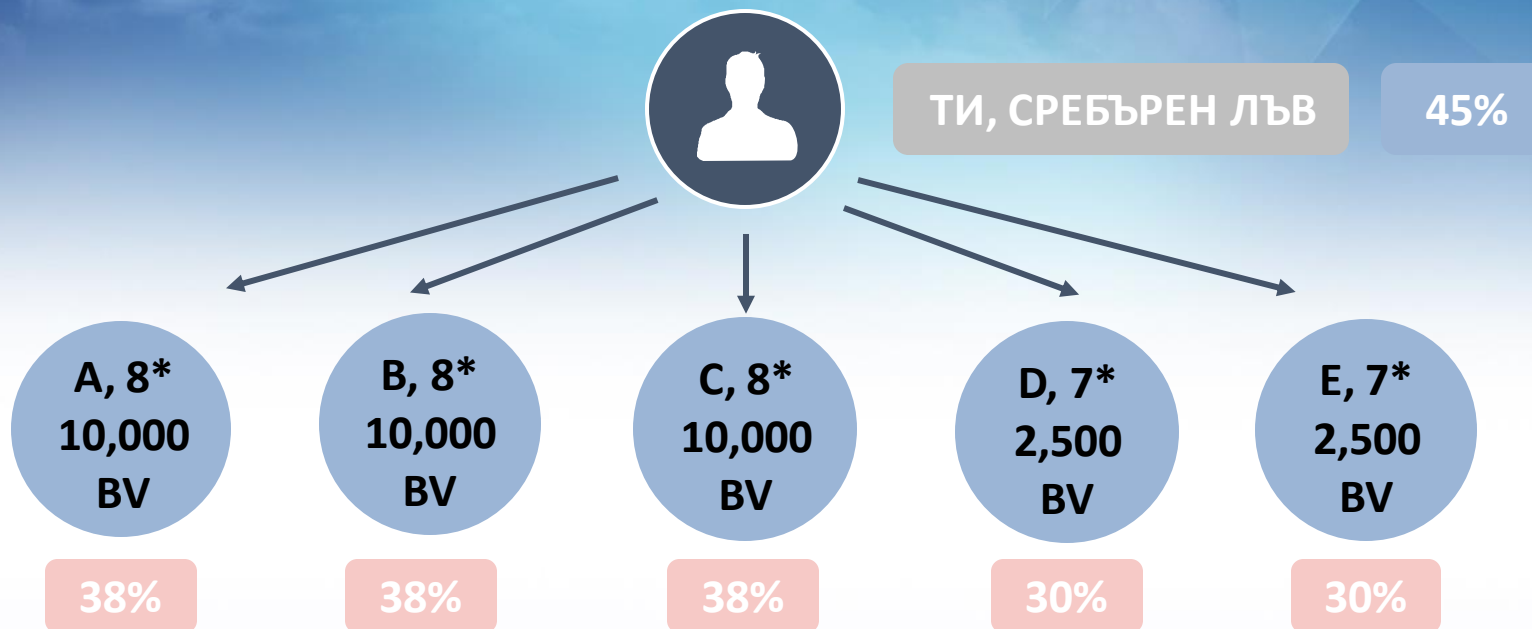 ТИ, СРЕБЪРЕН ЛЪВ
45%
A, 8*
10,000
BV
B, 8*
10,000
BV
C, 8*
10,000
BV
D, 7*
2,500
BV
E, 7*
2,500
BV
38%
38%
38%
30%
30%